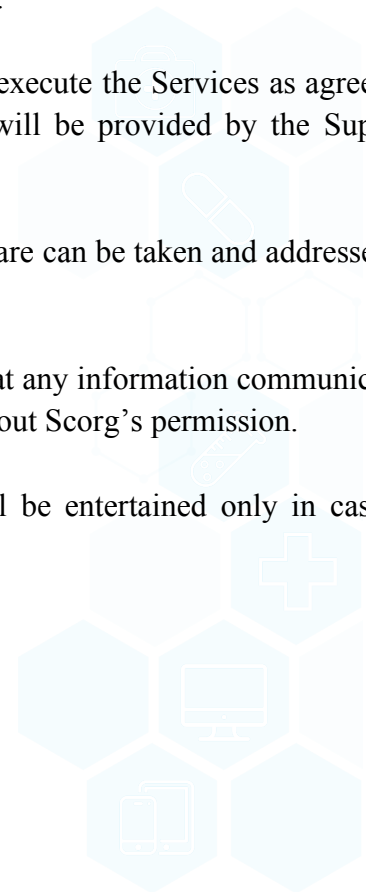 execute the Services as agree
will be provided by the Sup
are can be taken and addresse
at any information communic
out Scorg’s permission.
l be entertained only in cas